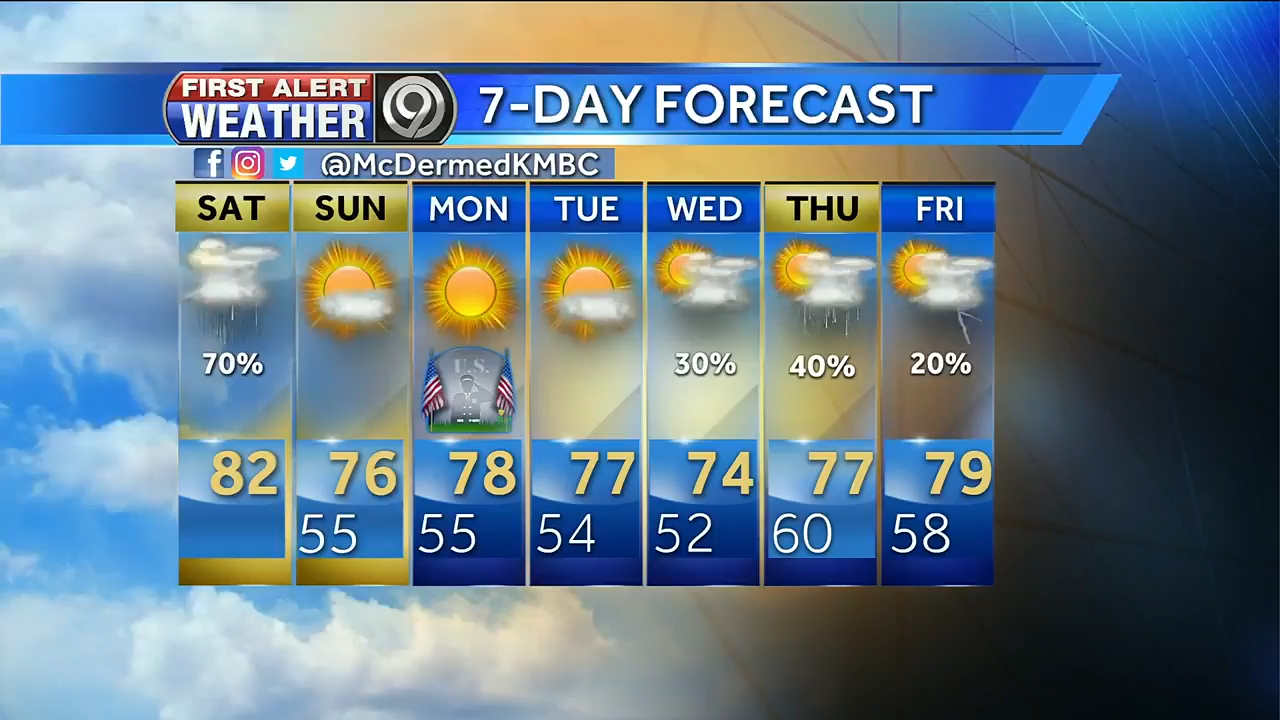 FIRST ALERT
WEATHER 9
7-DAY FORECAST
@McDermedKMBC
SAT SUN MON TUE WED THU FRI
U.S.
70% 30% 40% 20%
82 76 78 77 74 77 79
55 55 54 52 60 58